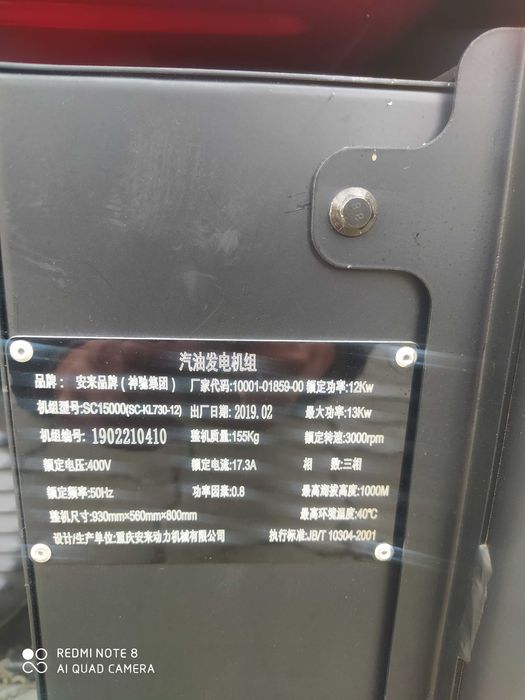 88
汽油发电机组
品牌： 安来品牌（神驰集团） 厂家代码:10001-01859-00 额定功率:12Kw
机组型号:SC15000(SC-KL730-12) 出厂日期:2019.02 最大功率:13Kw
机组编号: 1902210410 整机质量:155Kg 额定转速:3000rpm
额定电压:400V 额定电流:17.3A 相 数:三相
额定频率:50Hz 功率因素:0.8 最高海拔高度:1000M
整机尺寸:930mm×560mm×800mm 最高环境温度:40℃
设计/生产单位:重庆安来动力机械有限公司 执行标准:JB/T 10304-2001
REDMI NOTE 8
AI QUAD CAMERA